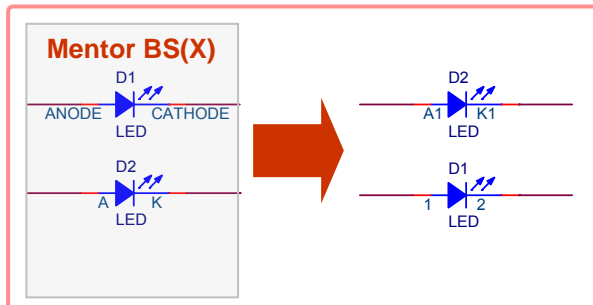 Mentor BS(X)
D1
ANODE CATHODE
LED
D2
A K
LED
D2
A1 K1
LED
D1
1 2
LED